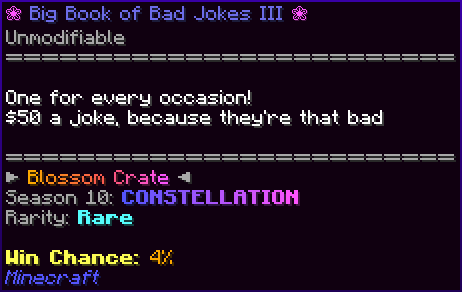 ❀ Big Book of Bad Jokes III ❀
Unmodifiable
==================================
One for every occasion!
$50 a joke, because they're that bad
==================================
► Blossom Crate ◄
Season 10: CONSTELLATION
Rarity: Rare
Win Chance: 4%
Minecraft